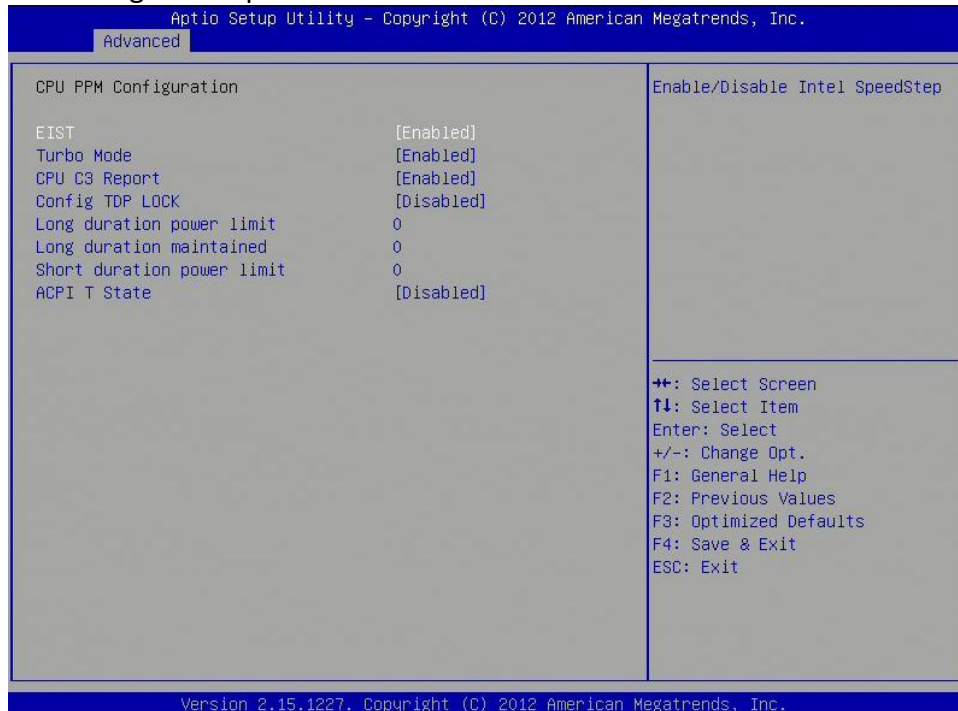 Aptio Setup Utility – Copyright (C) 2012 American Megatrends, Inc.
Advanced
CPU PPM Configuration
EIST [Enabled]
Turbo Mode [Enabled]
CPU C3 Report [Enabled]
Config TDP LOCK [Disabled]
Long duration power limit 0
Long duration maintained 0
Short duration power limit 0
ACPI T State [Disabled]
Enable/Disable Intel SpeedStep
→←: Select Screen
↑↓: Select Item
Enter: Select
+/-: Change Opt.
F1: General Help
F2: Previous Values
F3: Optimized Defaults
F4: Save & Exit
ESC: Exit
Version 2.15.1227. Copyright (C) 2012 American Megatrends, Inc.